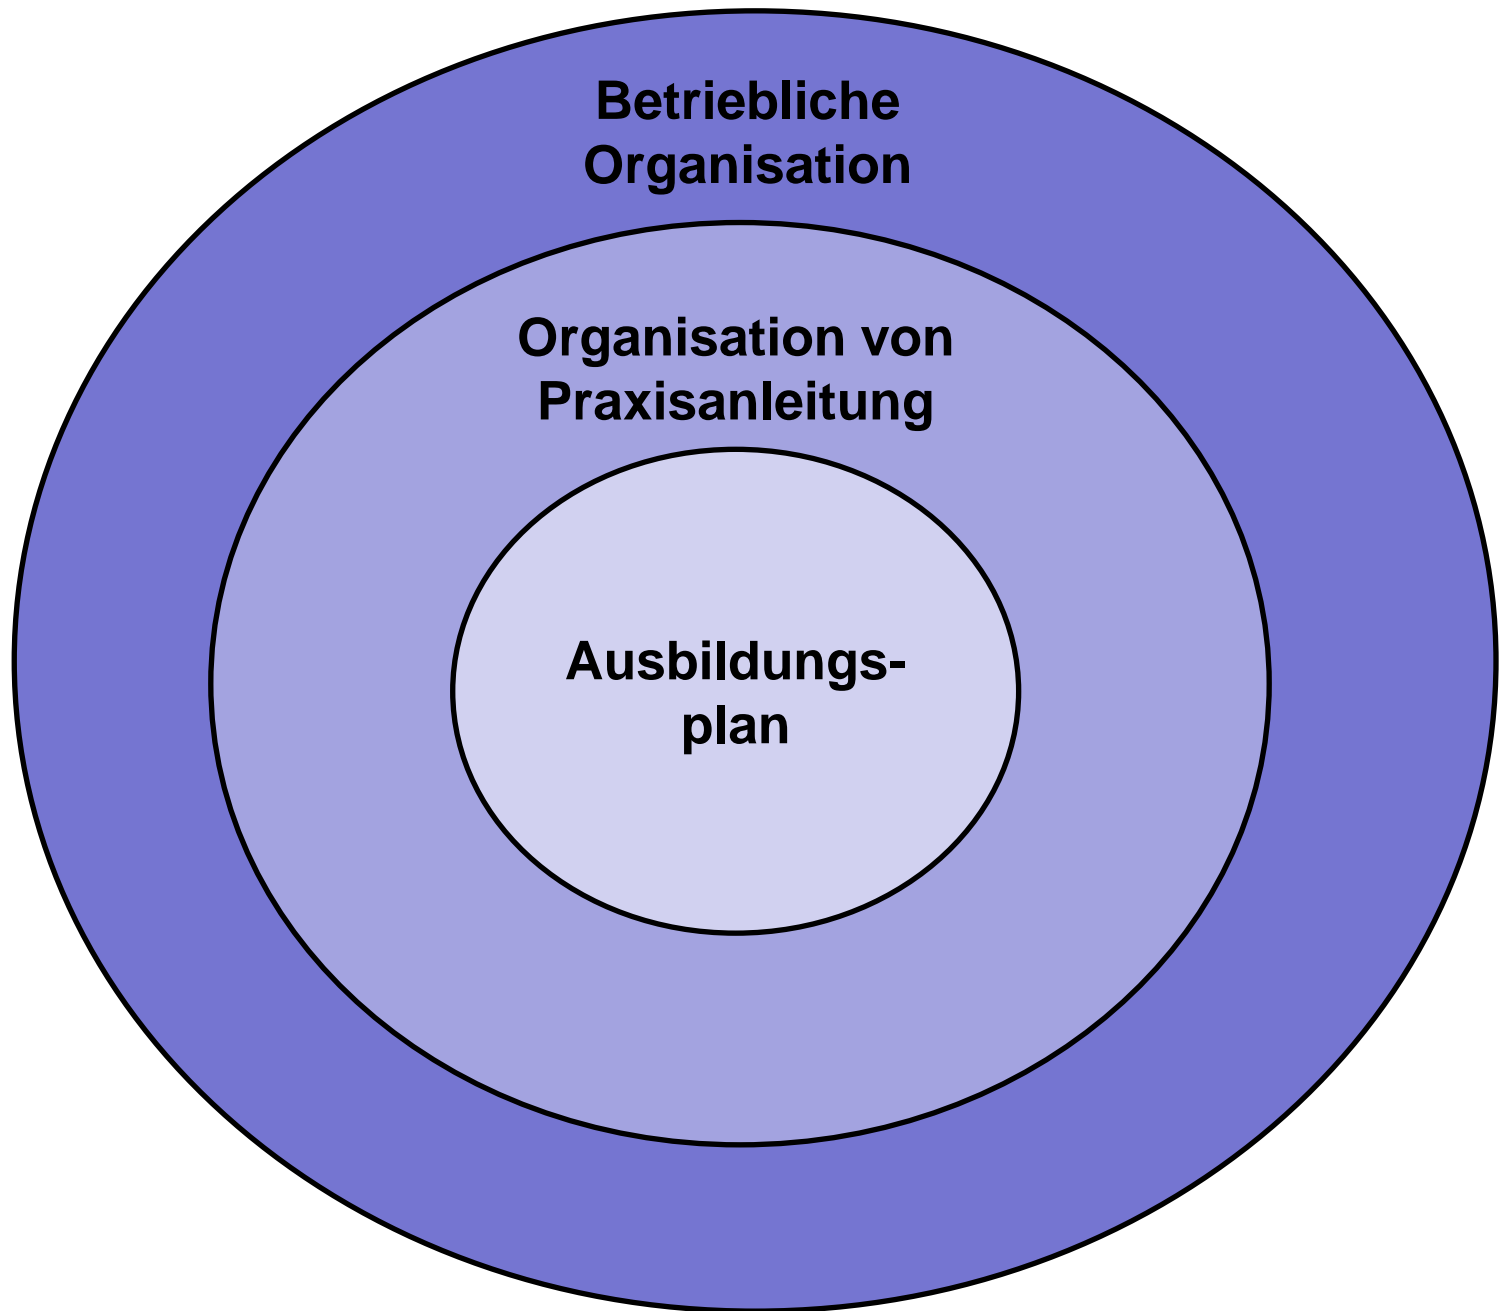 Betriebliche
Organisation
Organisation von
Praxisanleitung
Ausbildungs-
plan